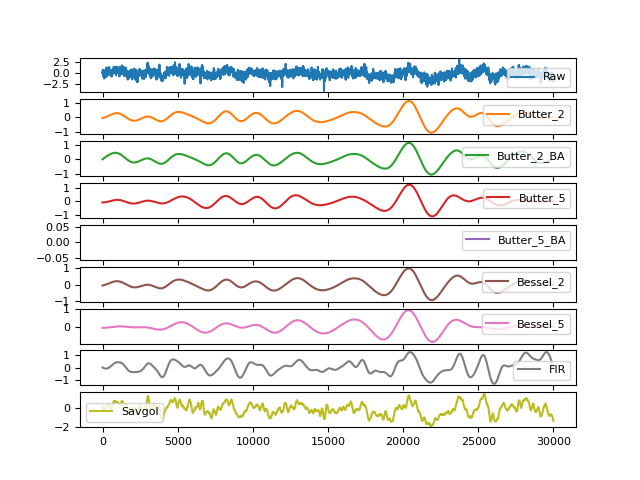 2.5
0.0
−2.5
Raw
1
0
−1
Butter_2
1
0
−1
Butter_2_BA
1
0
−1
Butter_5
0.05
0.00
−0.05
Butter_5_BA
1
0
−1
Bessel_2
1
0
Bessel_5
1
0
−1
FIR
0
−2
Savgol
0 5000 10000 15000 20000 25000 30000